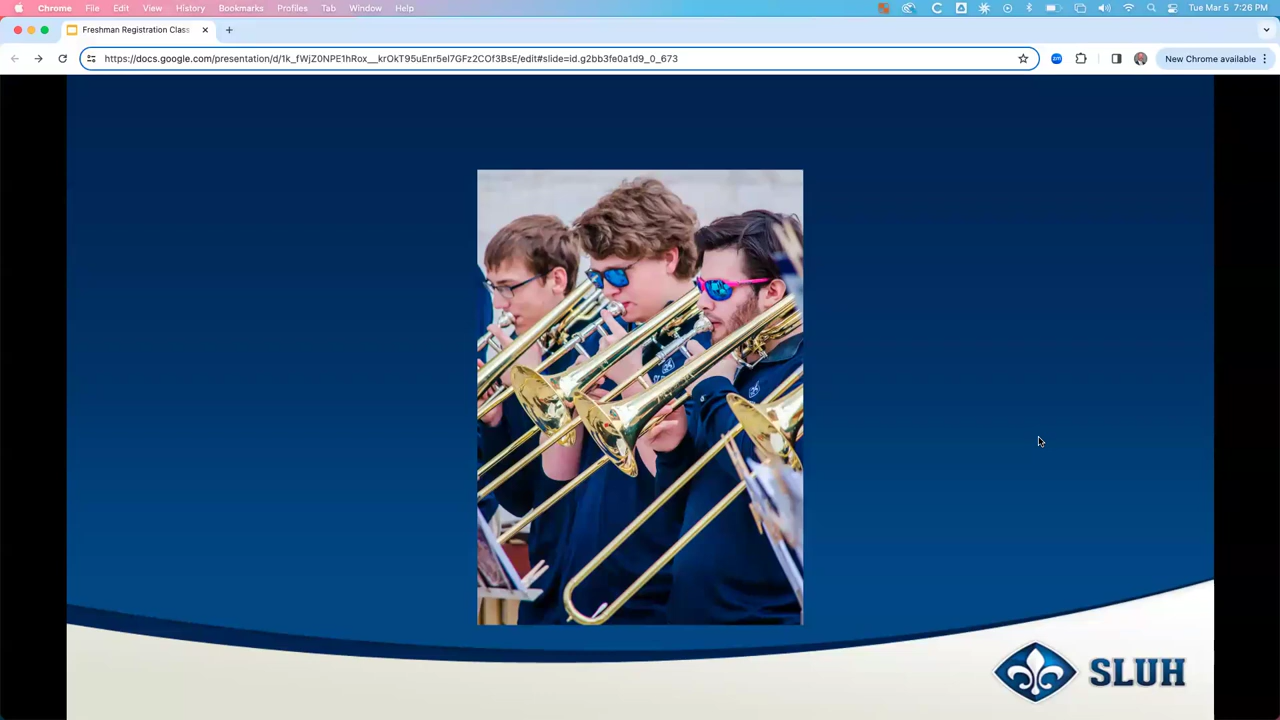 Chrome File Edit View History Bookmarks Profiles Tab Window Help Tue Mar 5 7:26 PM
Freshman Registration Class
https://docs.google.com/presentation/d/1k_fWjZ0NPE1hRox__krOkT95uEnr5el7GFz2COf3BsE/edit#slide=id.g2bb3fe0a1d9_0_673
New Chrome available
SLUH